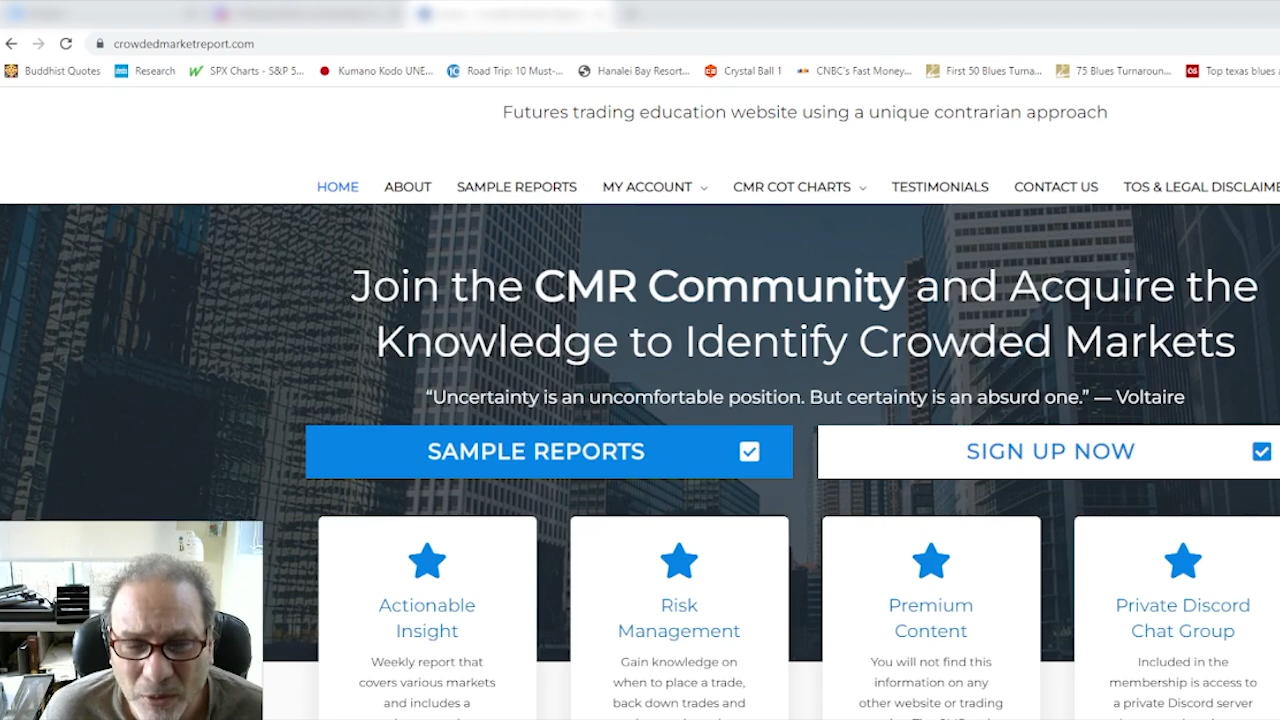 crowdedmarketreport.com
Buddhist Quotes
Research
SPX Charts - S&P 5...
Kumano Kodo UNE...
Road Trip: 10 Must-...
Hanalei Bay Resort...
Crystal Ball 1
CNBC's Fast Money...
First 50 Blues Turna...
75 Blues Turnaroun...
Top texas blues a
Futures trading education website using a unique contrarian approach
HOME ABOUT SAMPLE REPORTS MY ACCOUNT CMR COT CHARTS TESTIMONIALS CONTACT US TOS & LEGAL DISCLAIME
Join the CMR Community and Acquire the
Knowledge to Identify Crowded Markets
“Uncertainty is an uncomfortable position. But certainty is an absurd one.” — Voltaire
SAMPLE REPORTS
SIGN UP NOW
Actionable
Insight
Weekly report that
covers various markets
and includes a
Risk
Management
Gain knowledge on
when to place a trade,
back down trades and
Premium
Content
You will not find this
information on any
other website or trading
Private Discord
Chat Group
Included in the
membership is access to
a private Discord server